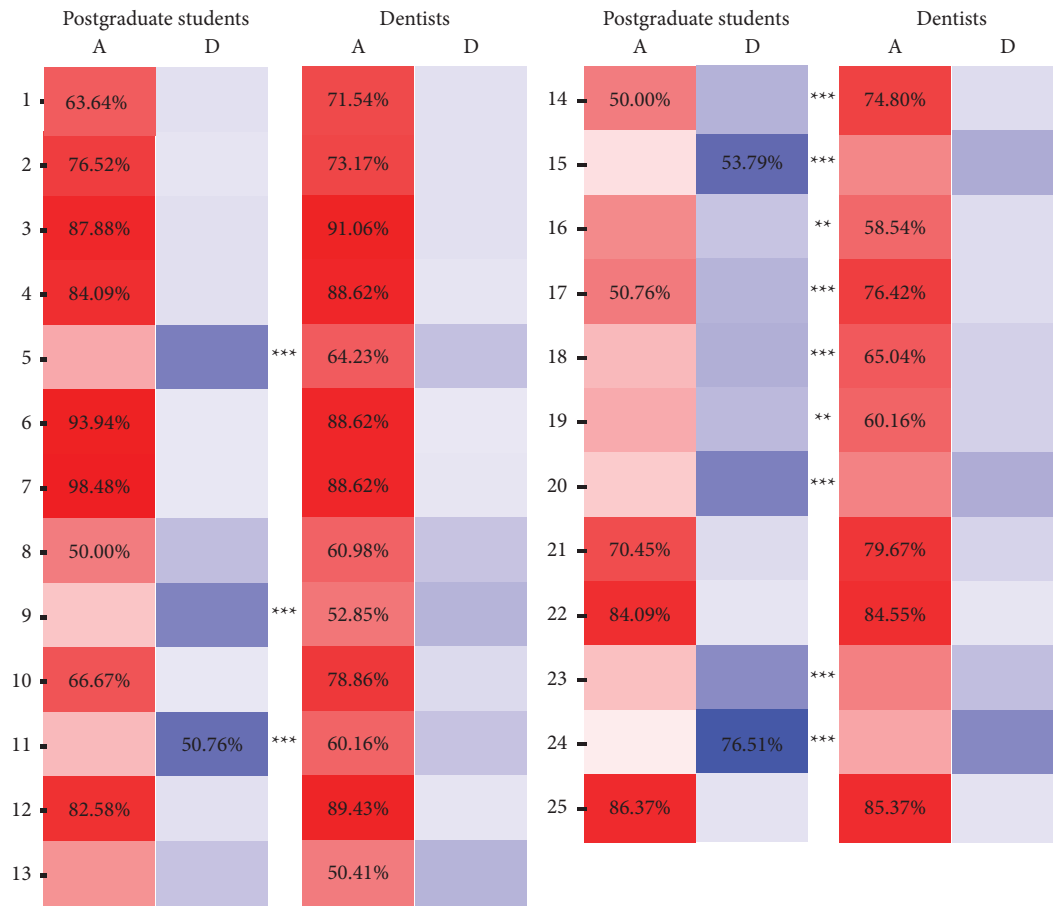 Postgraduate students Dentists
A D A D
1 63.64% 71.54%
2 76.52% 73.17%
3 87.88% 91.06%
4 84.09% 88.62%
5 *** 64.23%
6 93.94% 88.62%
7 98.48% 88.62%
8 50.00% 60.98%
9 *** 52.85%
10 66.67% 78.86%
11 50.76% *** 60.16%
12 82.58% 89.43%
13 50.41%
Postgraduate students Dentists
A D A D
14 50.00% *** 74.80%
15 53.79% ***
16 ** 58.54%
17 50.76% *** 76.42%
18 *** 65.04%
19 ** 60.16%
20 ***
21 70.45% 79.67%
22 84.09% 84.55%
23 ***
24 76.51% ***
25 86.37% 85.37%